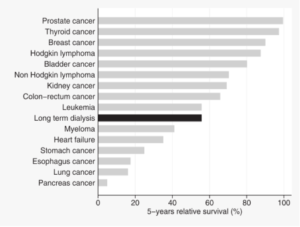 Prostate cancer
Thyroid cancer
Breast cancer
Hodgkin lymphoma
Bladder cancer
Non Hodgkin lymphoma
Kidney cancer
Colon–rectum cancer
Leukemia
Long term dialysis
Myeloma
Heart failure
Stomach cancer
Esophagus cancer
Lung cancer
Pancreas cancer
0 20 40 60 80 100
5–years relative survival (%)